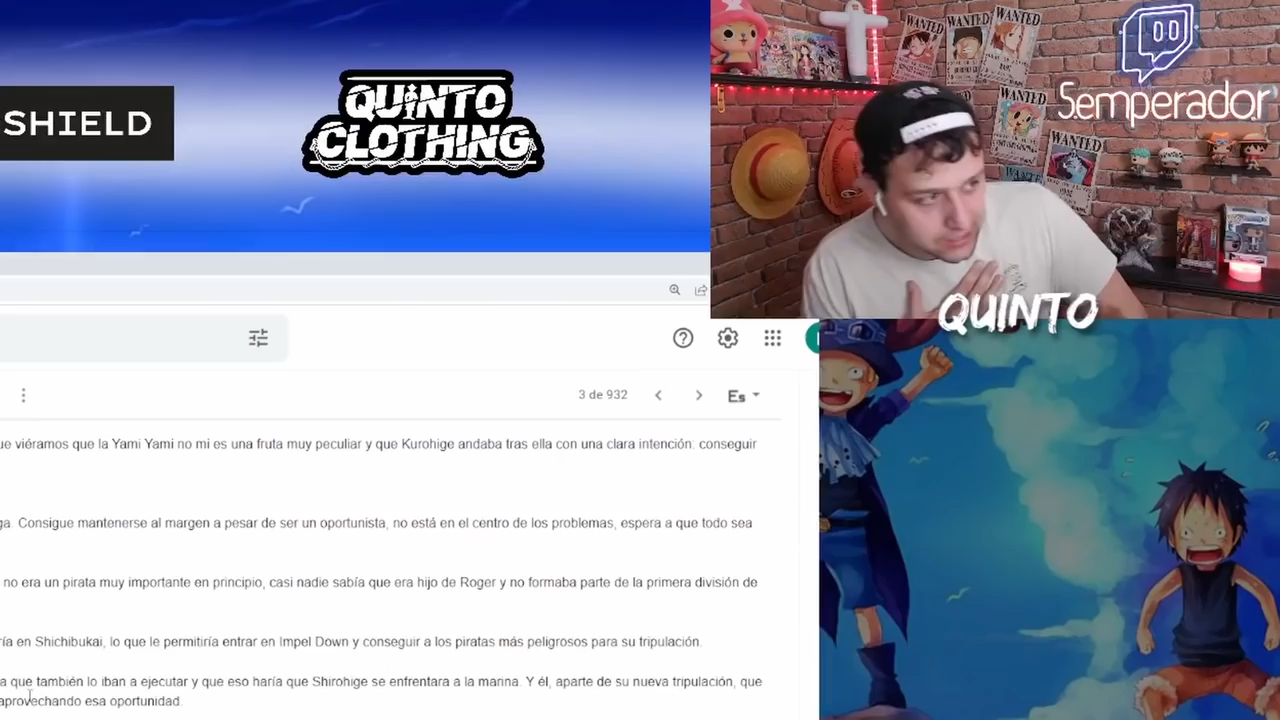 SHIELD
QUINTO
CLOTHING
WANTED
WANTED
WANTED
WANTED
WANTED
WANTED
Semperador
QUINTO
3 de 932
Es
ue viéramos que la Yami Yami no mi es una fruta muy peculiar y que Kurohige andaba tras ella con una clara intención: conseguir
ga. Consigue mantenerse al margen a pesar de ser un oportunista, no está en el centro de los problemas, espera a que todo sea
no era un pirata muy importante en principio, casi nadie sabía que era hijo de Roger y no formaba parte de la primera división de
ría en Shichibukai, lo que le permitiría entrar en Impel Down y conseguir a los piratas más peligrosos para su tripulación.
a que también lo iban a ejecutar y que eso haría que Shirohige se enfrentara a la marina. Y él, aparte de su nueva tripulación, que
aprovechando esa oportunidad.